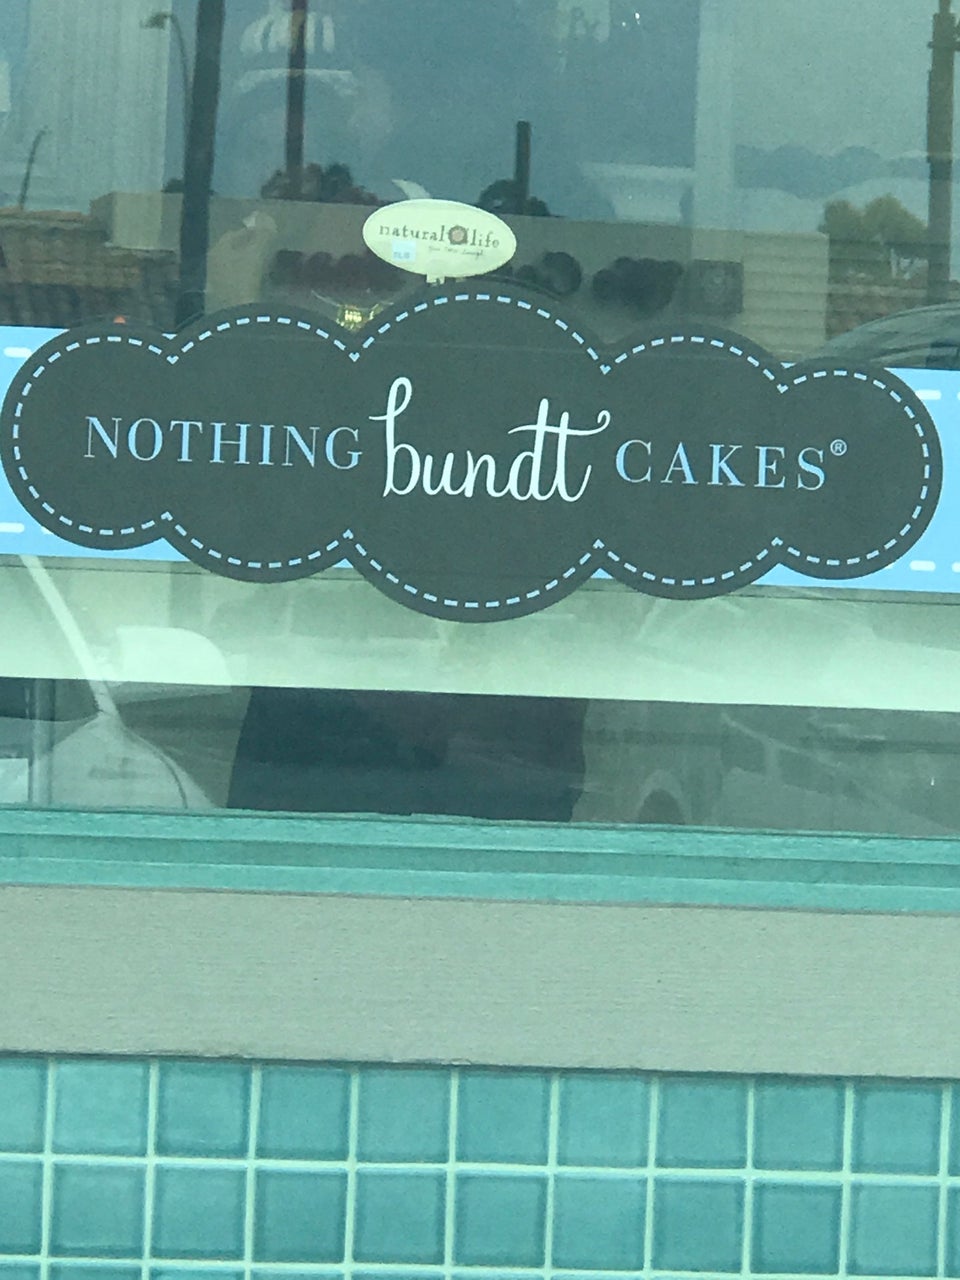 natural life
NOTHING bundt CAKES®